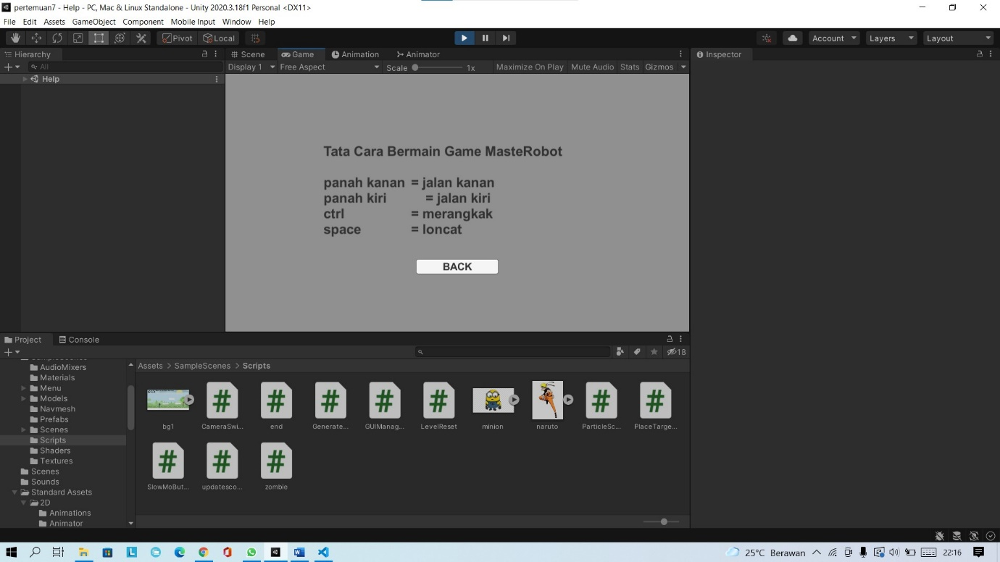 pertemuan7 - Help - PC, Mac & Linux Standalone - Unity 2020.3.18f1 Personal <DX11>
File Edit Assets GameObject Component Mobile Input Window Help
Pivot Local Account Layers Layout
Hierarchy Scene Game Animation Animator Inspector
All Display 1 Free Aspect Scale 1x Maximize On Play Mute Audio Stats Gizmos
Help
Tata Cara Bermain Game MasteRobot
panah kanan = jalan kanan
panah kiri = jalan kiri
ctrl = merangkak
space = loncat
BACK
Project Console
18
AudioMixers
Materials
Menu
Models
Navmesh
Prefabs
Scenes
Scripts
Shaders
Textures
Scenes
Sounds
Standard Assets
2D
Animations
Animator
Assets > SampleScenes > Scripts
bg1 CameraSwi... end Generate... GUIManag... LevelReset minion naruto ParticleSc... PlaceTarge...
SlowMoBut... updatesco... zombie
25°C Berawan 22:16